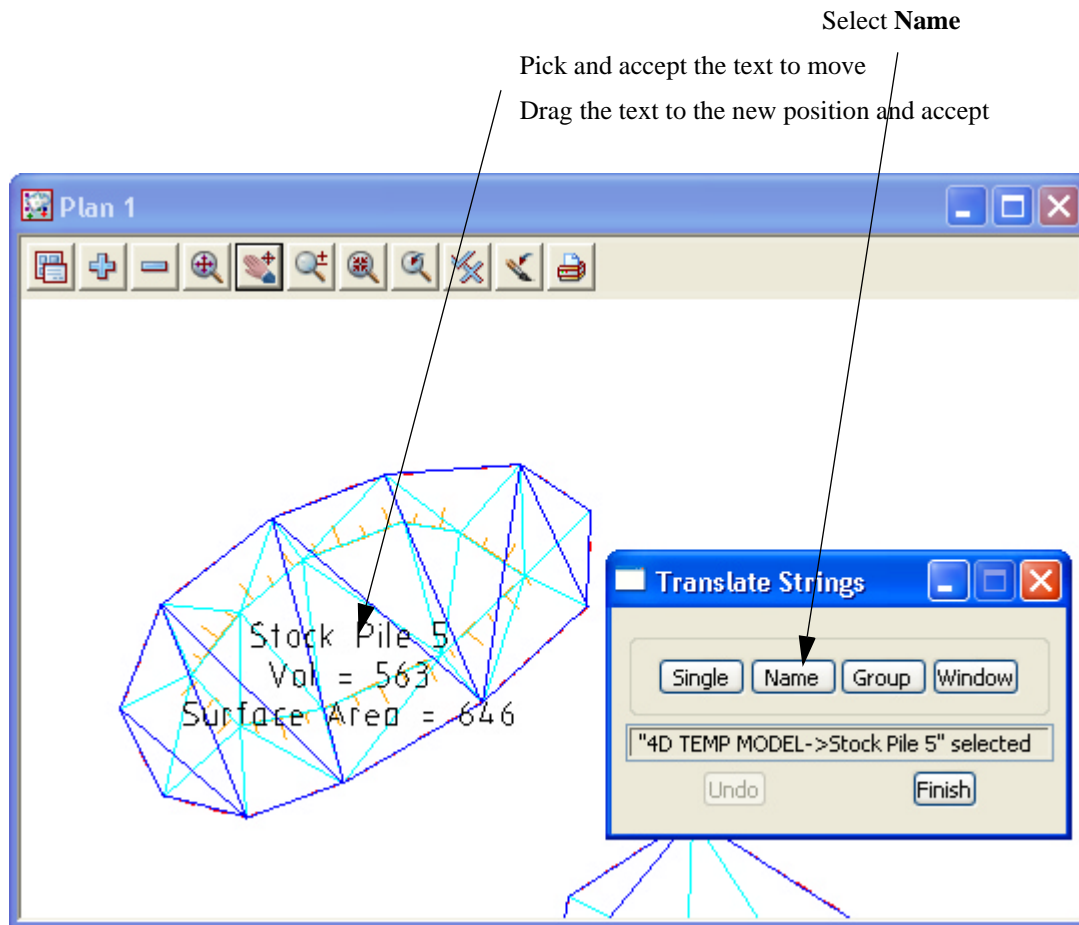 Select Name
Pick and accept the text to move
Drag the text to the new position and accept
Plan 1
Translate Strings
Stock Pile 5
Vol = 563
Surface Area = 646
Single Name Group Window
"4D TEMP MODEL->Stock Pile 5" selected
Undo Finish